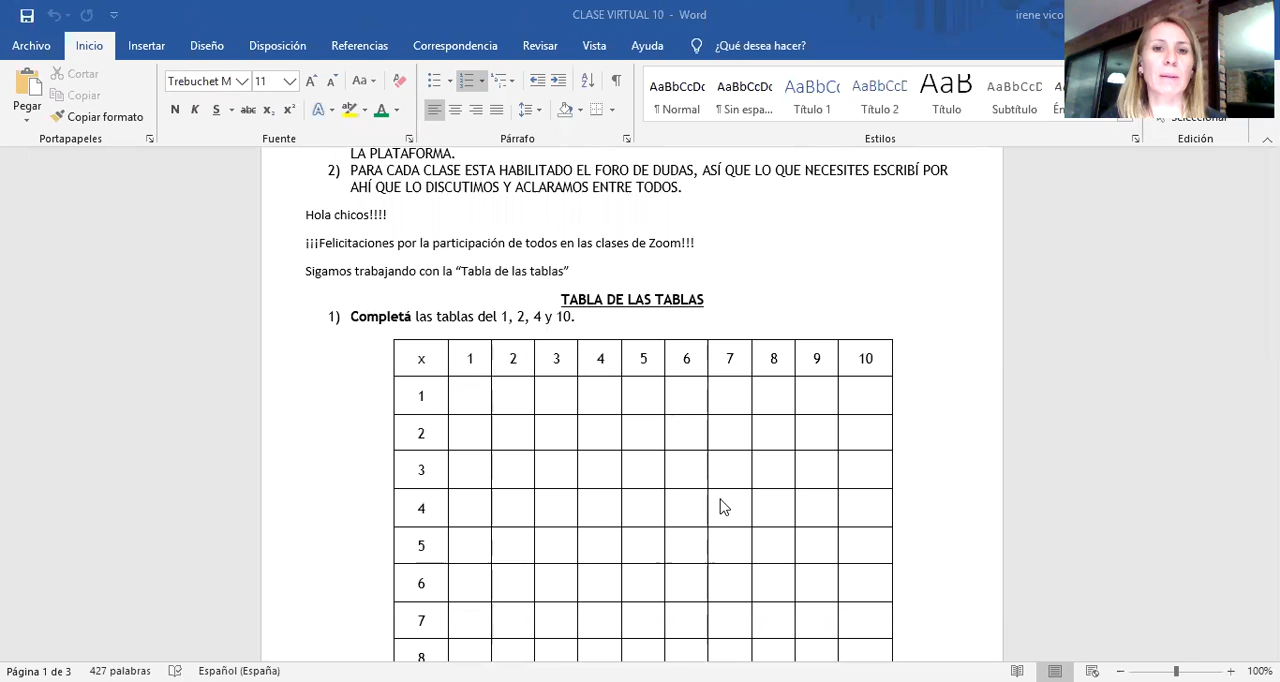 CLASE VIRTUAL 10 - Word
irene vico
Archivo Inicio Insertar Diseño Disposición Referencias Correspondencia Revisar Vista Ayuda ¿Qué desea hacer?
Pegar
Cortar
Copiar
Copiar formato
Portapapeles
Trebuchet M 11
Aa
N K S abc x₂ x²
A
Fuente
Párrafo
AaBbCcDc AaBbCcDc AaBbCc AaBbCcD AaB AaBbCcD
¶ Normal ¶ Sin espa... Título 1 Título 2 Título Subtítulo
Estilos
Edición
LA PLATAFORMA.
2) PARA CADA CLASE ESTA HABILITADO EL FORO DE DUDAS, ASÍ QUE LO QUE NECESITES ESCRIBÍ POR
AHÍ QUE LO DISCUTIMOS Y ACLARAMOS ENTRE TODOS.
Hola chicos!!!!
¡¡¡Felicitaciones por la participación de todos en las clases de Zoom!!!
Sigamos trabajando con la “Tabla de las tablas”
TABLA DE LAS TABLAS
1) Completá las tablas del 1, 2, 4 y 10.
x 1 2 3 4 5 6 7 8 9 10
1
2
3
4
5
6
7
8
Página 1 de 3 427 palabras Español (España) 100%